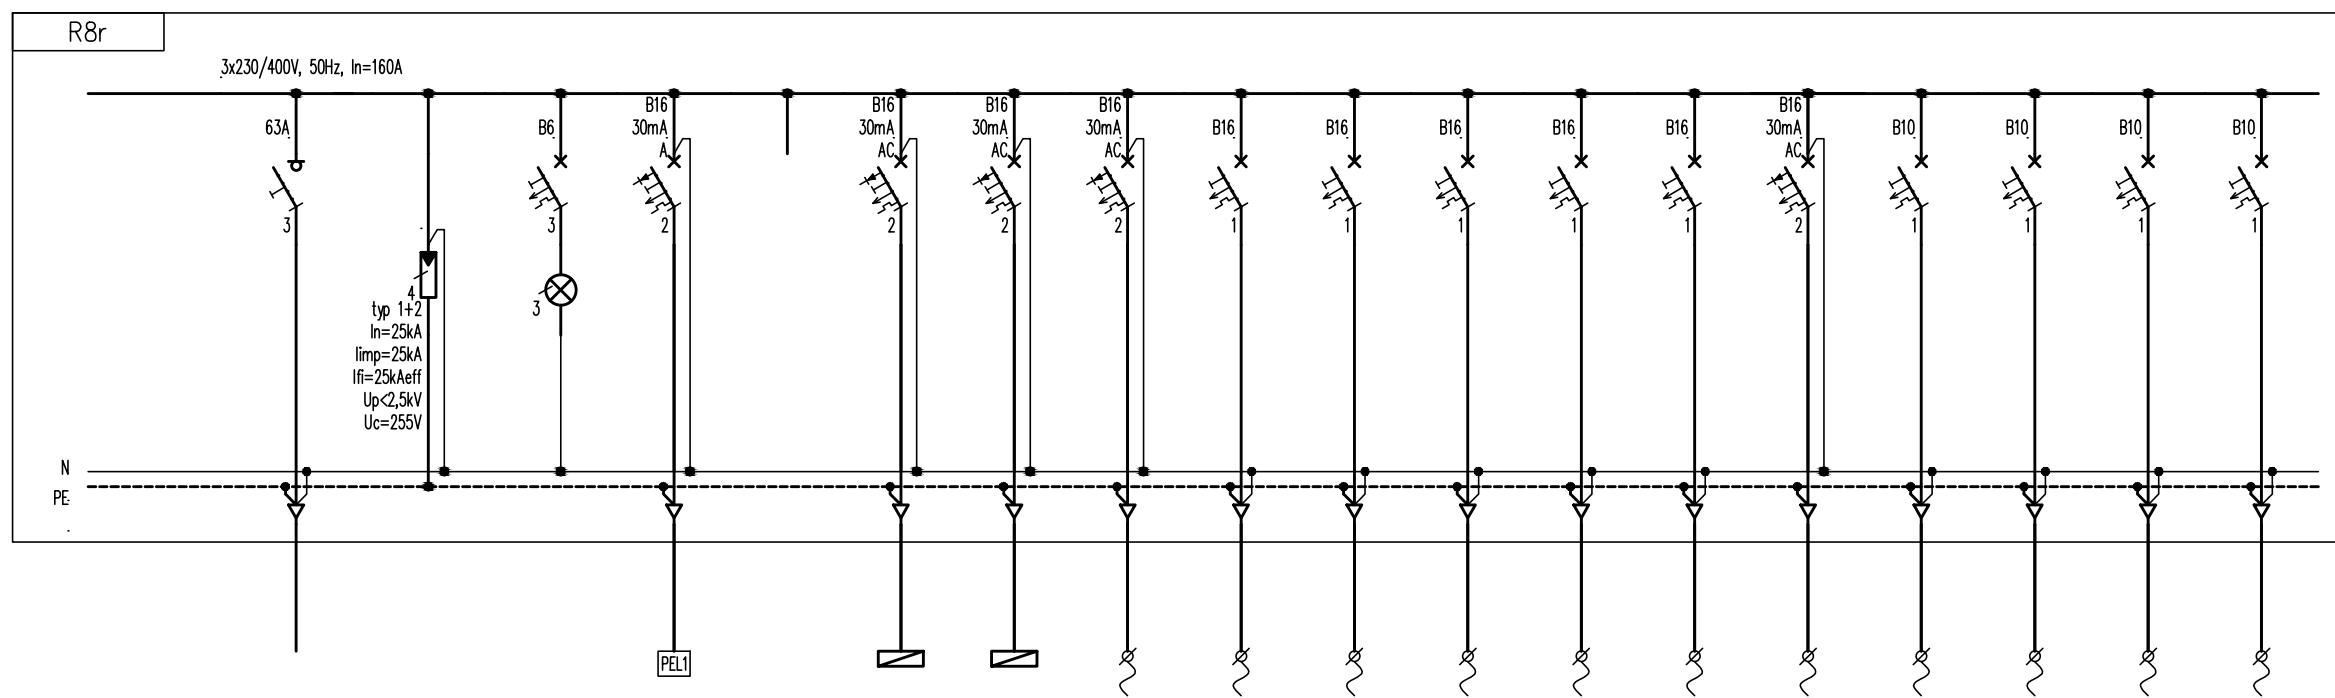 R8r
3x230/400V, 50Hz, In=160A
63A
3
4
typ 1+2
In=25kA
Iimp=25kA
Ifi=25kAeff
Up<2,5kV
Uc=255V
B6
3
3
B16
30mA
A
2
B16
30mA
AC
2
B16
30mA
AC
2
B16
30mA
AC
2
B16
1
B16
1
B16
1
B16
1
B16
1
B16
30mA
AC
2
B10
1
B10
1
B10
1
B10
1
N
PE
PEL1